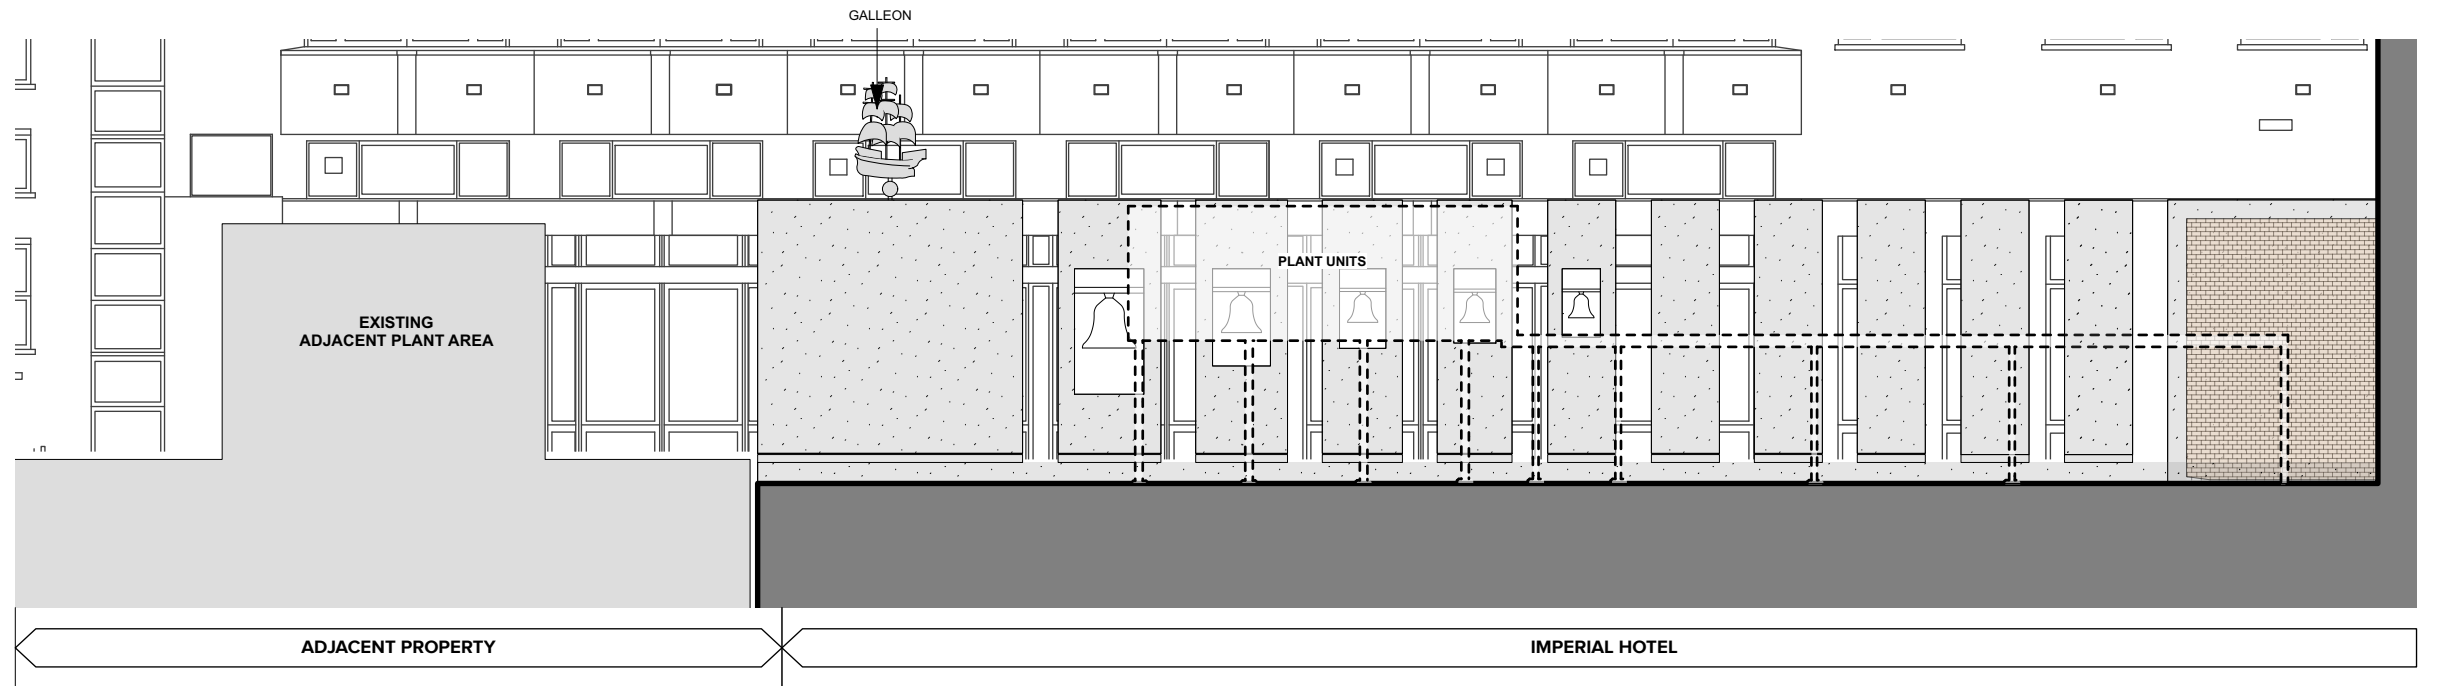 GALLEON
PLANT UNITS
EXISTING
ADJACENT PLANT AREA
ADJACENT PROPERTY
IMPERIAL HOTEL